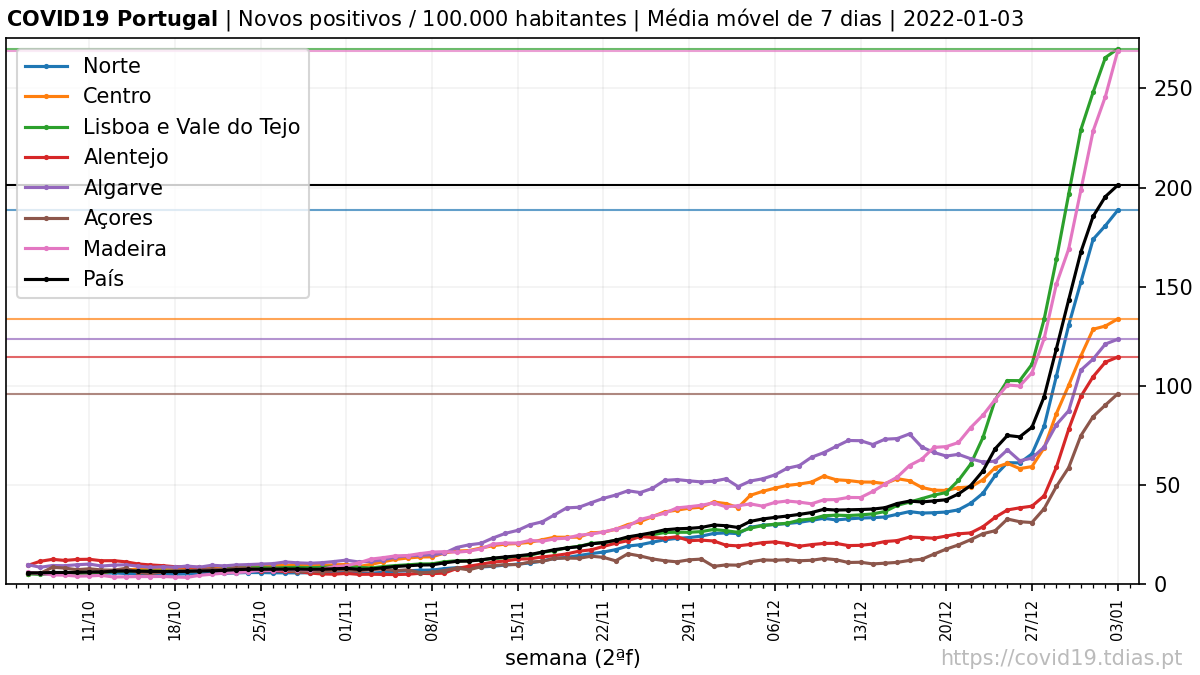 COVID19 Portugal | Novos positivos / 100.000 habitantes | Média móvel de 7 dias | 2022-01-03
Norte
Centro
Lisboa e Vale do Tejo
Alentejo
Algarve
Açores
Madeira
País
250
200
150
100
50
0
11/10 18/10 25/10 01/11 08/11 15/11 22/11 29/11 06/12 13/12 20/12 27/12 03/01
semana (2ªf)
https://covid19.tdias.pt